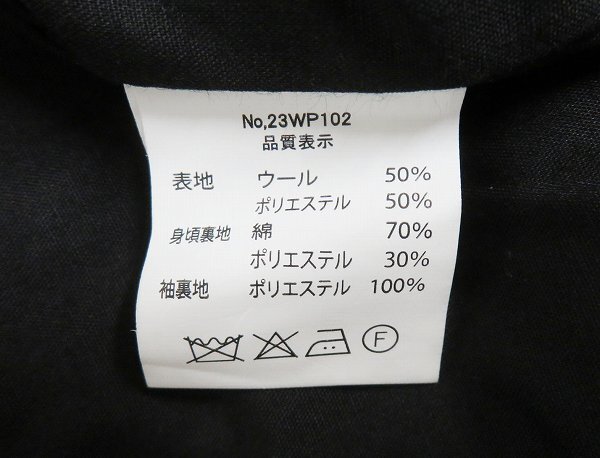 No,23WP102
品質表示
表地 ウール 50%
ポリエステル 50%
身頃裏地 綿 70%
ポリエステル 30%
袖裏地 ポリエステル 100%
F